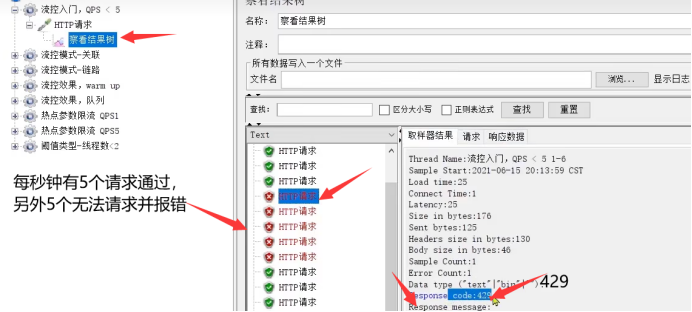 流控入门, QPS < 5
HTTP请求
察看结果树
流控模式-关联
流控模式-链路
流控效果, warm up
流控效果, 队列
热点参数限流 QPS1
热点参数限流 QPS5
阈值类型-线程数<2
每秒钟有5个请求通过,
另外5个无法请求并报错
察看结果树
名称: 察看结果树
注释:
所有数据写入一个文件
文件名
浏览...
显示日志
查找:
区分大小写
正则表达式
查找
重置
Text
HTTP请求
HTTP请求
HTTP请求
HTTP请求
HTTP请求
HTTP请求
HTTP请求
HTTP请求
HTTP请求
HTTP请求
HTTP请求
取样器结果
请求
响应数据
Thread Name:流控入门, QPS < 5 1-6
Sample Start:2021-06-15 20:13:59 CST
Load time:25
Connect Time:1
Latency:25
Size in bytes:176
Sent bytes:125
Headers size in bytes:130
Body size in bytes:46
Sample Count:1
Error Count:1
Data type ("text"|"bin"|""):
429
Response code:429
Response message: